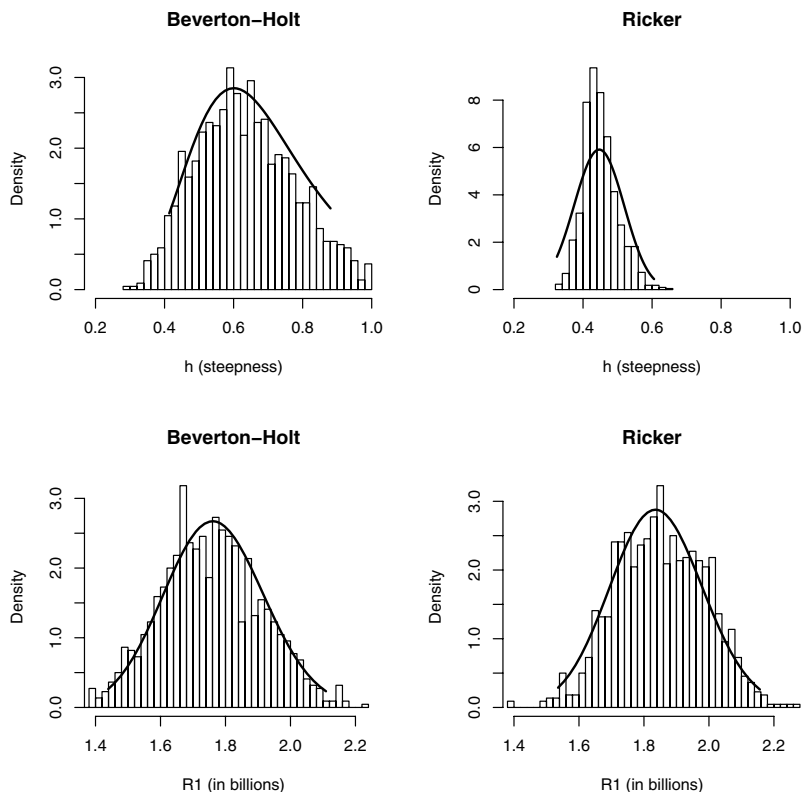 Beverton−Holt
Density
0.0 1.0 2.0 3.0
0.2 0.4 0.6 0.8 1.0
h (steepness)
Ricker
Density
0 2 4 6 8
0.2 0.4 0.6 0.8 1.0
h (steepness)
Beverton−Holt
Density
0.0 1.0 2.0 3.0
1.4 1.6 1.8 2.0 2.2
R1 (in billions)
Ricker
Density
0.0 1.0 2.0 3.0
1.4 1.6 1.8 2.0 2.2
R1 (in billions)